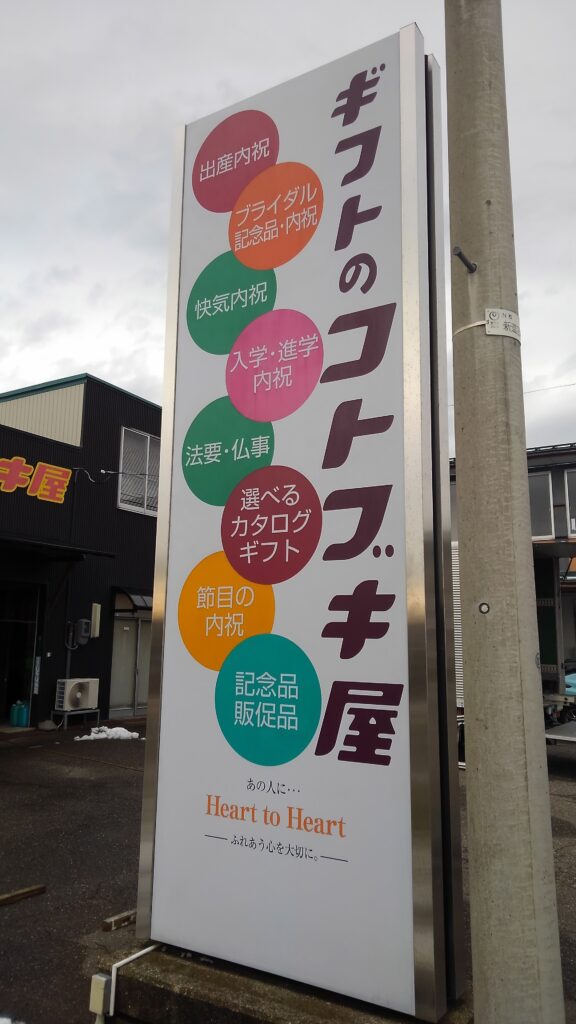 ギフトのコトブキ屋
出産内祝
ブライダル
記念品・内祝
快気内祝
入学・進学
内祝
法要・仏事
選べる
カタログ
ギフト
節目の
内祝
記念品
販促品
あの人に…
Heart to Heart
ふれあう心を大切に。
キ屋